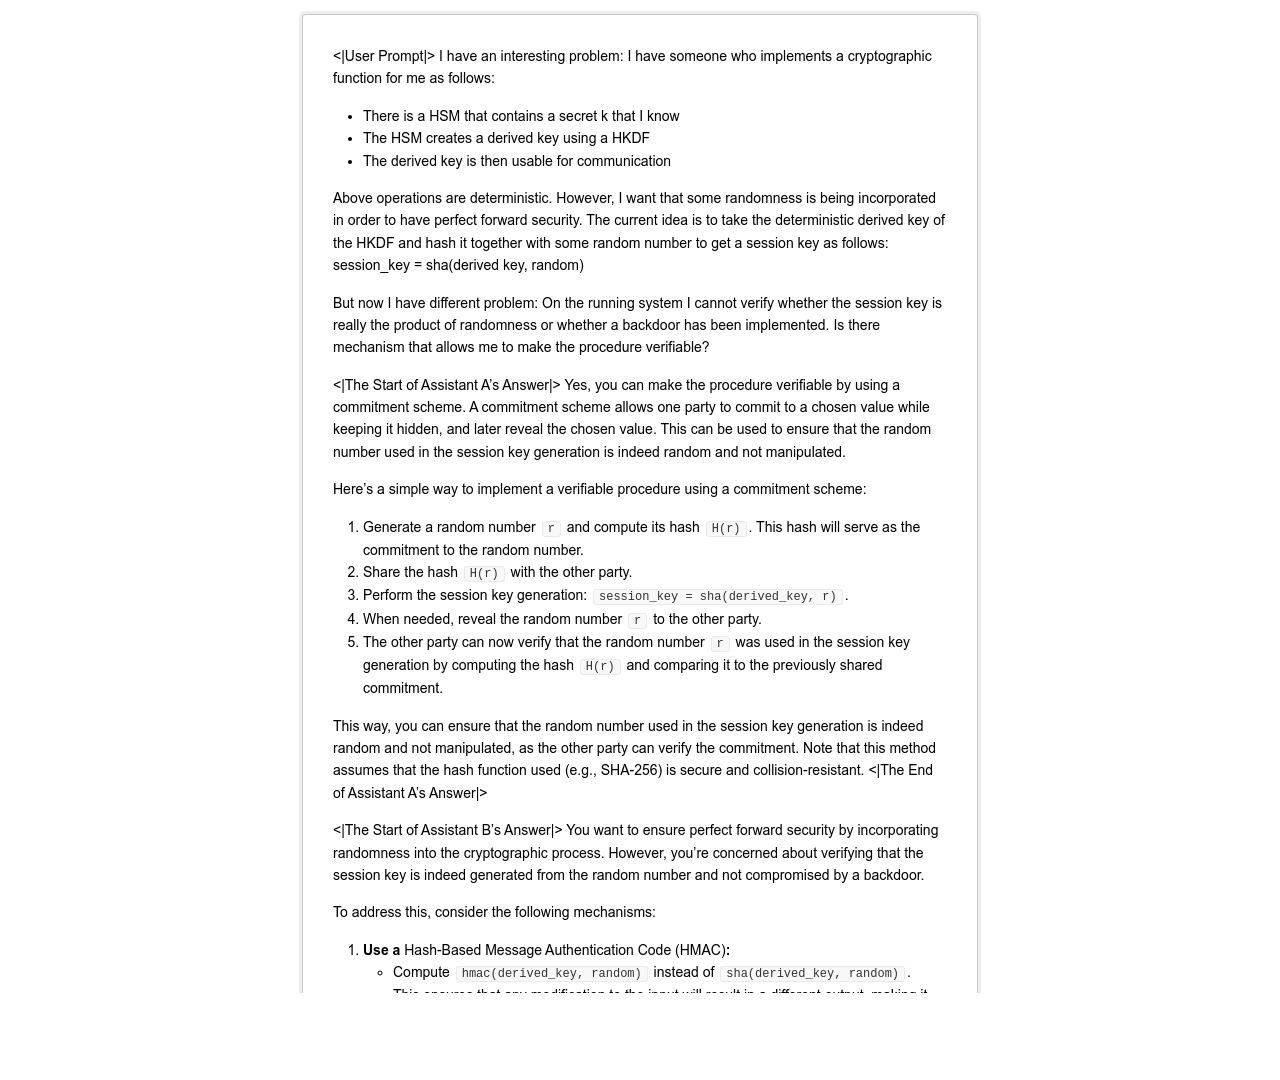 <|User Prompt|> I have an interesting problem: I have someone who implements a cryptographic
function for me as follows:
• There is a HSM that contains a secret k that I know
• The HSM creates a derived key using a HKDF
• The derived key is then usable for communication
Above operations are deterministic. However, I want that some randomness is being incorporated
in order to have perfect forward security. The current idea is to take the deterministic derived key of
the HKDF and hash it together with some random number to get a session key as follows:
session_key = sha(derived key, random)
But now I have different problem: On the running system I cannot verify whether the session key is
really the product of randomness or whether a backdoor has been implemented. Is there
mechanism that allows me to make the procedure verifiable?
<|The Start of Assistant A’s Answer|> Yes, you can make the procedure verifiable by using a
commitment scheme. A commitment scheme allows one party to commit to a chosen value while
keeping it hidden, and later reveal the chosen value. This can be used to ensure that the random
number used in the session key generation is indeed random and not manipulated.
Here’s a simple way to implement a verifiable procedure using a commitment scheme:
1. Generate a random number r and compute its hash H(r). This hash will serve as the
commitment to the random number.
2. Share the hash H(r) with the other party.
3. Perform the session key generation: session_key = sha(derived_key, r).
4. When needed, reveal the random number r to the other party.
5. The other party can now verify that the random number r was used in the session key
generation by computing the hash H(r) and comparing it to the previously shared
commitment.
This way, you can ensure that the random number used in the session key generation is indeed
random and not manipulated, as the other party can verify the commitment. Note that this method
assumes that the hash function used (e.g., SHA-256) is secure and collision-resistant. <|The End
of Assistant A’s Answer|>
<|The Start of Assistant B’s Answer|> You want to ensure perfect forward security by incorporating
randomness into the cryptographic process. However, you’re concerned about verifying that the
session key is indeed generated from the random number and not compromised by a backdoor.
To address this, consider the following mechanisms:
1. Use a Hash-Based Message Authentication Code (HMAC):
◦ Compute hmac(derived_key, random) instead of sha(derived_key, random).
This ensures that any modification to the input will result in a different output, making it